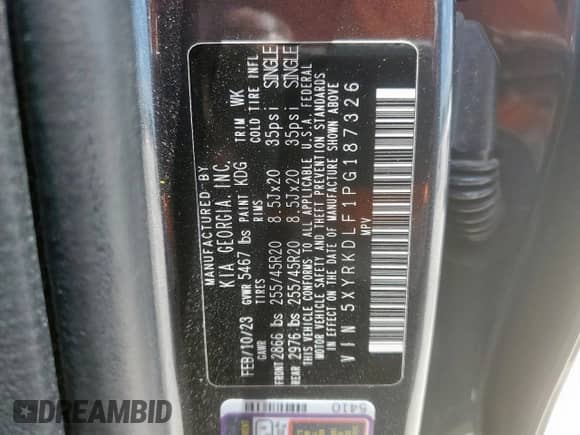 MANUFACTURED BY
KIA GEORGIA, INC.
FEB/10/23 GVWR 5467 lbs PAINT KDG TRIM WK
GAWR TIRES RIMS COLD TIRE INFL
FRONT 2866 lbs 255/45R20 8.5Jx20 35psi SINGLE
REAR 2976 lbs 255/45R20 8.5Jx20 35psi SINGLE
THIS VEHICLE CONFORMS TO ALL APPLICABLE U.S.A. FEDERAL
MOTOR VEHICLE SAFETY AND THEFT PREVENTION STANDARDS
IN EFFECT ON THE DATE OF MANUFACTURE SHOWN ABOVE
VIN 5XYRKDLF1PG187326
MPV
5410
DREAMBID